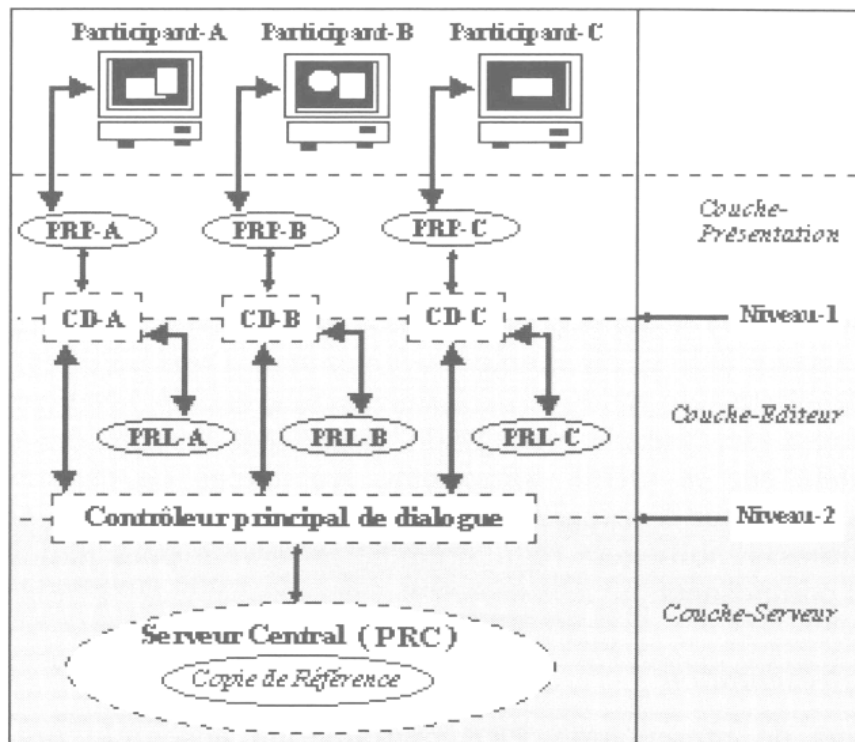 Participant-A Participant-B Participant-C
PRP-A PRP-B PRP-C
Couche-
Présentation
CD-A CD-B CD-C
Niveau-1
PRL-A PRL-B PRL-C
Couche-Editeur
Contrôleur principal de dialogue
Niveau-2
Couche-Serveur
Serveur Central (PRC)
Copie de Référence